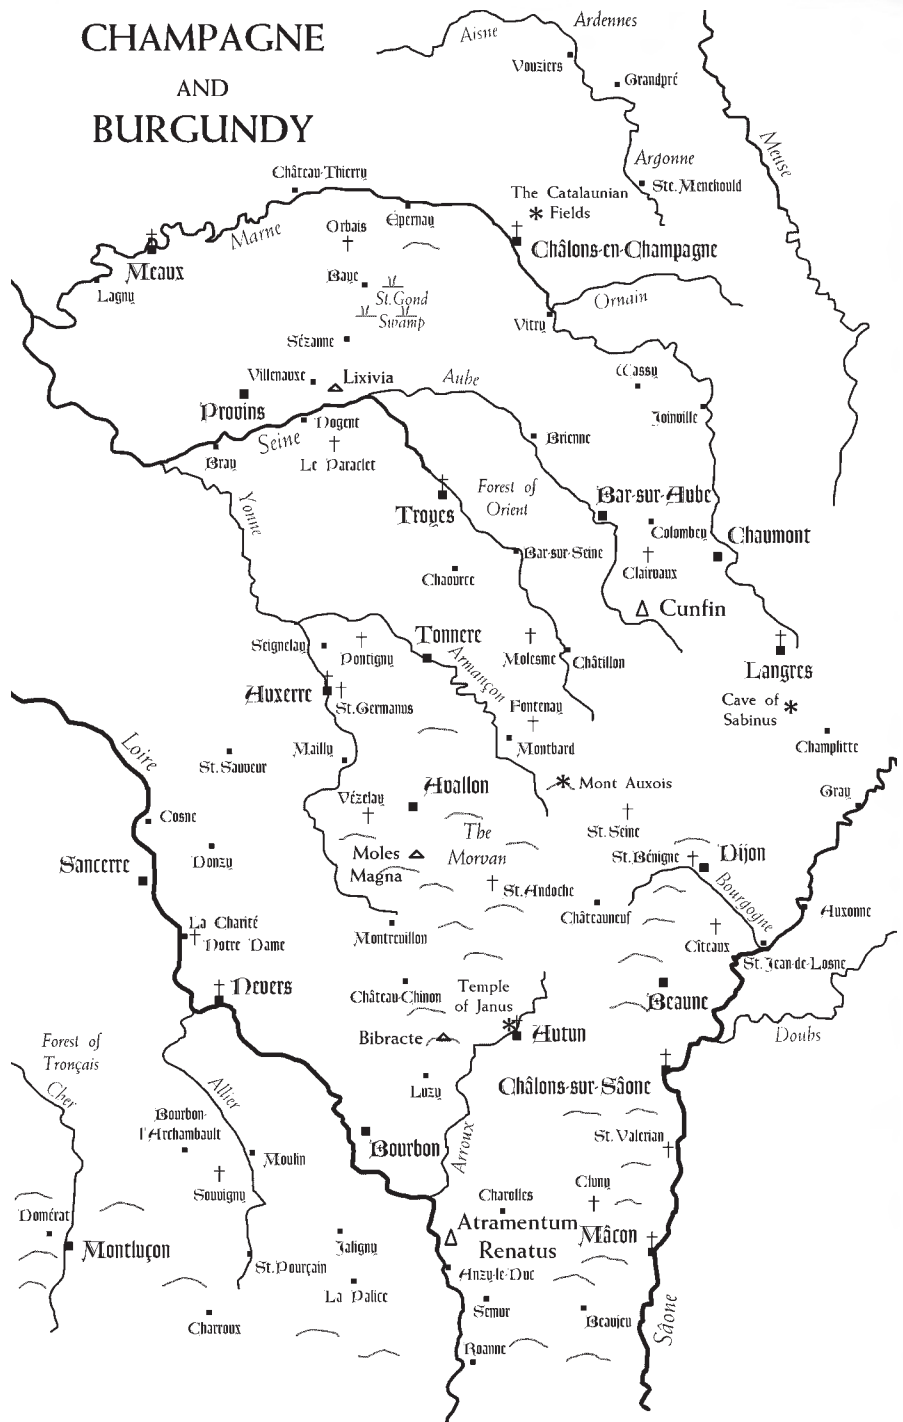 CHAMPAGNE
AND
BURGUNDY
Aisne
Ardennes
Vouziers
Grandpré
Meuse
Argonne
Ste. Menehould
Château-Thierry
The Catalaunian
Fields
Épernay
Orbais
Marne
Châlons-en-Champagne
Meaux
Lagny
Baye
St. Gond
Swamp
Ornain
Vitry
Sézanne
Wassy
Villenauxe
Lixivia
Aube
Provins
Joinville
Nogent
Seine
Brienne
Bray
Le Paraclet
Yonne
Forest of
Orient
Bar-sur-Aube
Troyes
Colombey
Chaumont
Bar-sur-Seine
Clairvaux
Chaource
Cunfin
Seignelay
Pontigny
Tonnere
Armançon
Molesme
Châtillon
Langres
Auxerre
St. Germanus
Fontenay
Cave of
Sabinus
Loire
Mailly
Montbard
Champlitte
St. Sauveur
Avallon
Mont Auxois
Gray
Vézelay
Cosne
The
Morvan
St. Seine
Donzy
Moles
Magna
St. Bénigne
Dijon
Sancerre
St. Andoche
Bourgogne
Châteauneuf
Auxonne
La Charité
Notre Dame
Montreuillon
Cîteaux
St. Jean-de-Losne
Nevers
Château-Chinon
Temple
of Janus
Beaune
Bibracte
Autun
Doubs
Forest of
Tronçais
Cher
Allier
Luzy
Châlons-sur-Sâone
Bourbon-
l'Archambault
Arroux
St. Valerian
Bourbon
Moulin
Souvigny
Charolles
Cluny
Domérat
Atramentum
Renatus
Mâcon
Montluçon
Jaligny
St. Pourçain
Anzy-le-Duc
La Palice
Semur
Beaujeu
Charroux
Sâone
Roanne